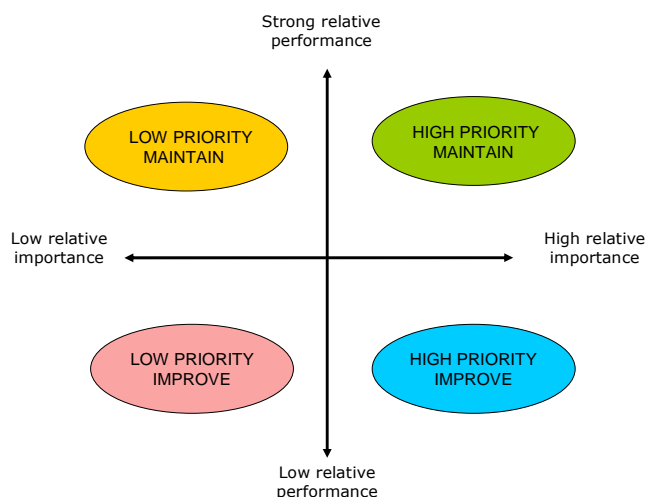 Strong relative
performance
LOW PRIORITY
MAINTAIN
HIGH PRIORITY
MAINTAIN
Low relative
importance
High relative
importance
LOW PRIORITY
IMPROVE
HIGH PRIORITY
IMPROVE
Low relative
performance